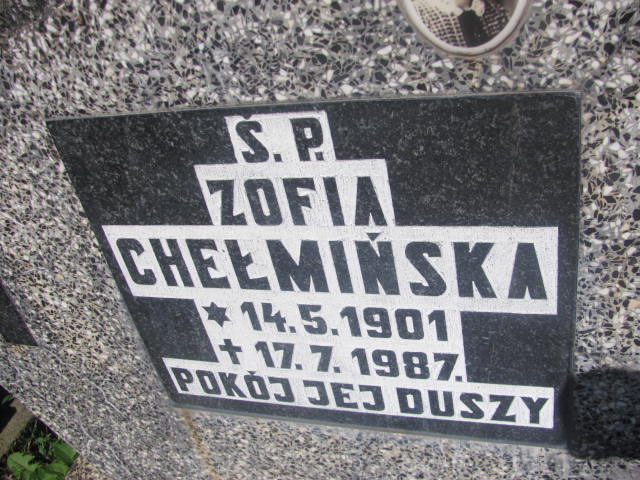 Ś. P.
ZOFIA
CHEŁMIŃSKA
✶ 14. 5. 1901
✝ 17. 7. 1987.
POKÓJ JEJ DUSZY